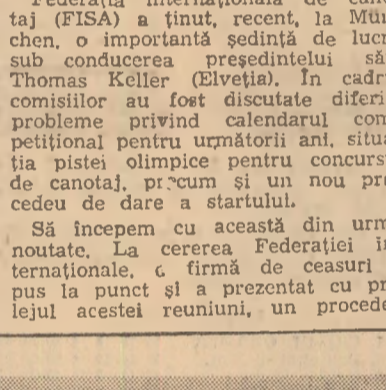 Federația internațională de cano
taj (FISA) a ținut, recent, la Mün
chen, o importantă ședință de lucr
sub conducerea președintelui să
Thomas Keller (Elveția). În cadr
comisiilor au fost discutate diferi
probleme privind calendarul com
petițional pentru următorii ani, situa
ția pistei olimpice pentru concurs
de canotaj, precum și un nou pro
cedeu de dare a startului.
Să începem cu această din urm
noutate. La cererea Federației in
ternaționale, o firmă de ceasuri
pus la punct și a prezentat cu pr
lejul acestei reuniuni, un procede